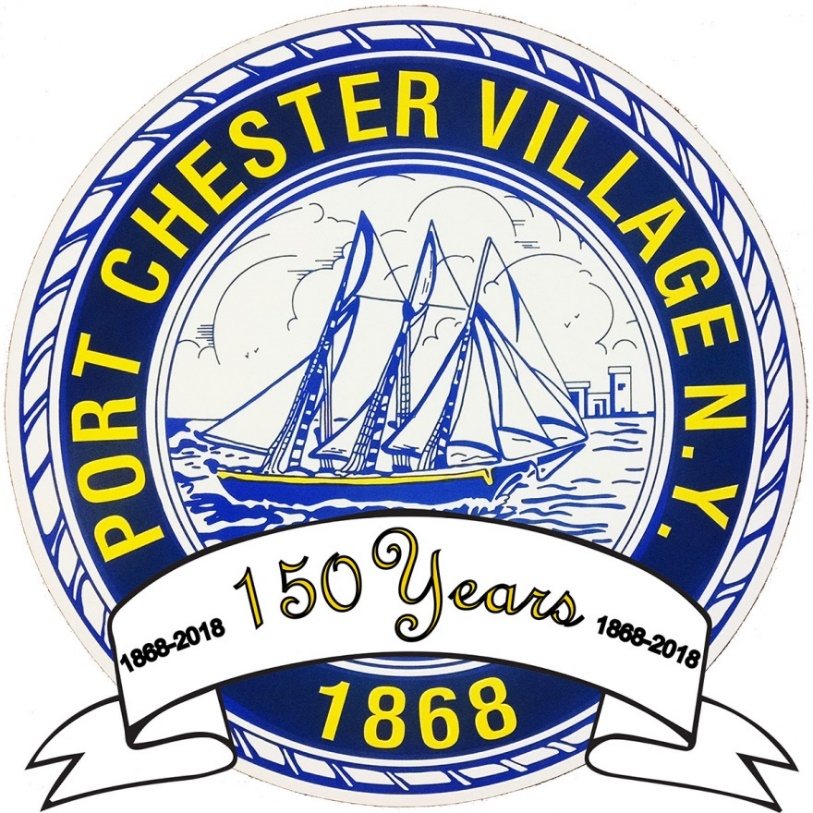 PORT CHESTER VILLAGE N.Y.
150 Years
1868-2018
1868-2018
1868